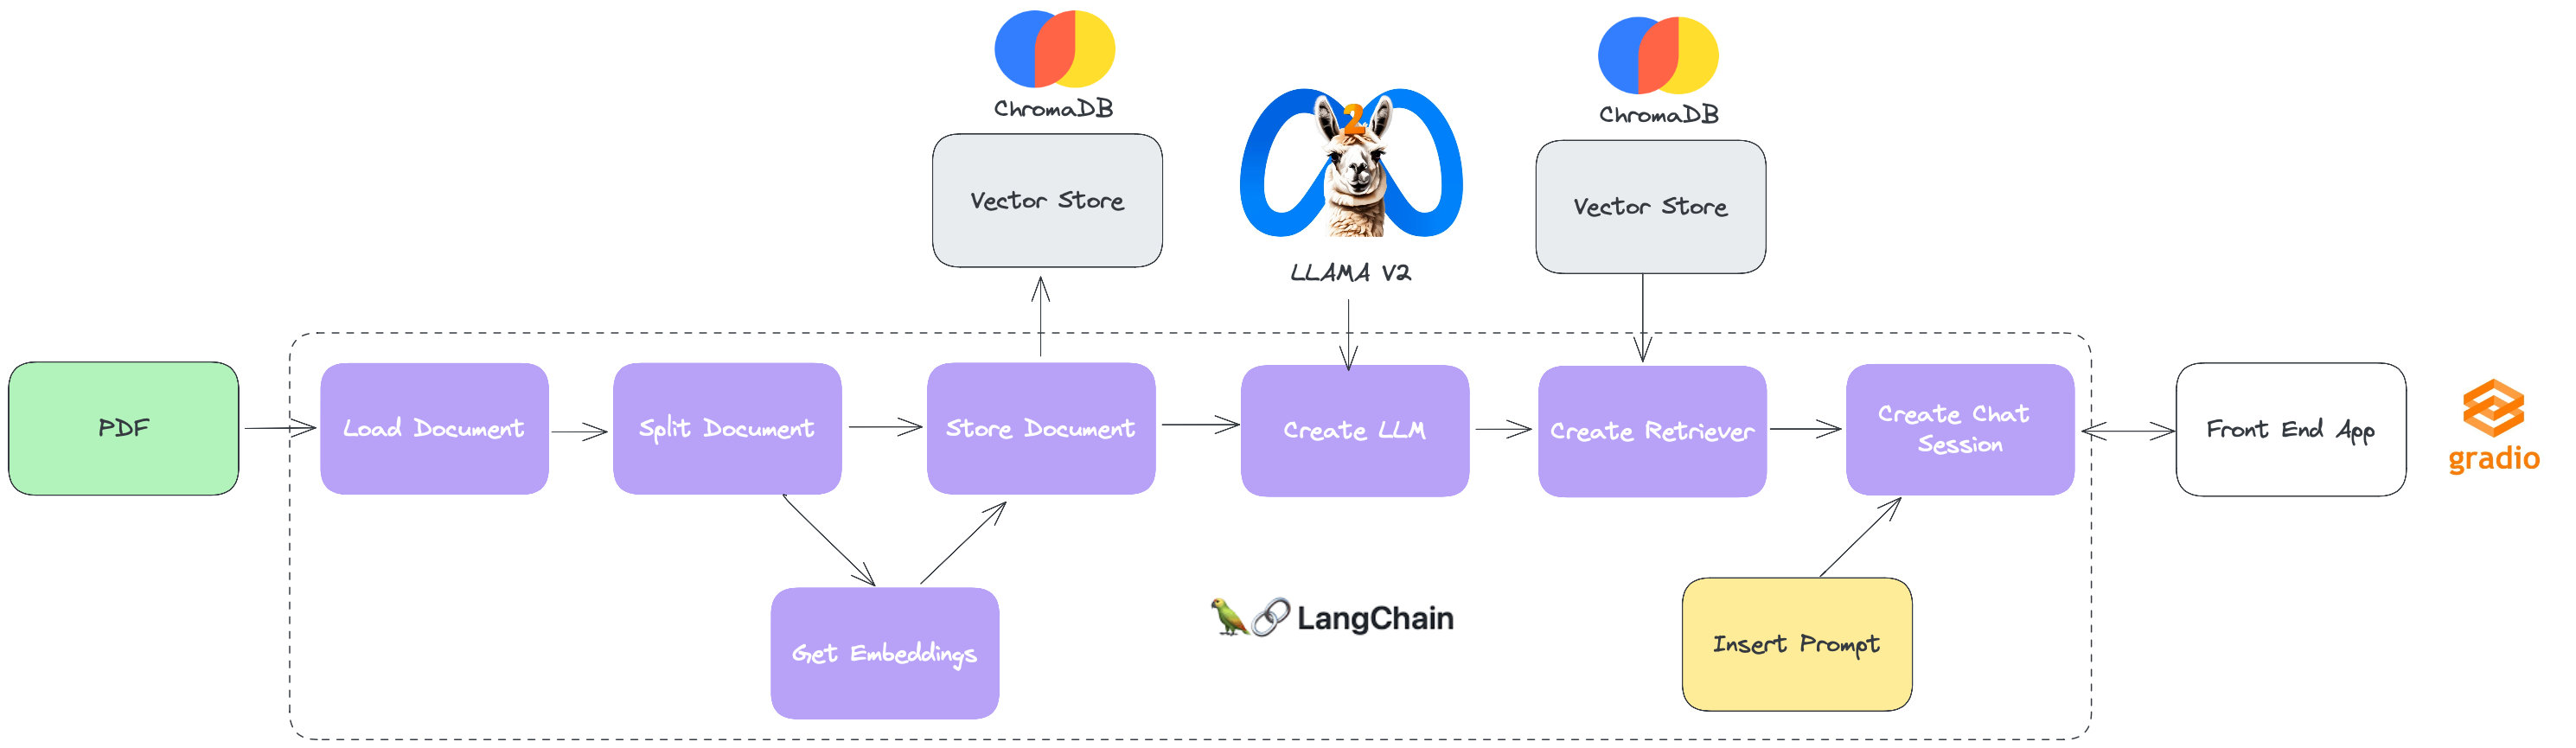 ChromaDB
ChromaDB
2
Vector Store
Vector Store
LLAMA V2
PDF
Load Document
Split Document
Store Document
Create LLM
Create Retriever
Create Chat
Session
Front End App
gradio
Get Embeddings
LangChain
Insert Prompt